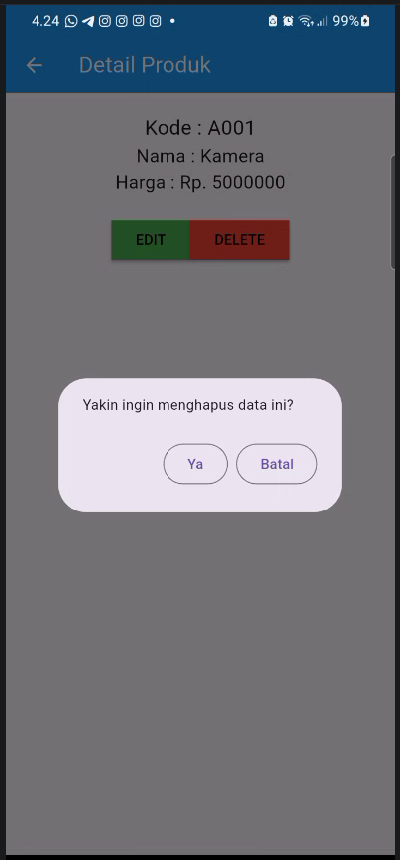 4.24
99%
Detail Produk
Kode : A001
Nama : Kamera
Harga : Rp. 5000000
EDIT DELETE
Yakin ingin menghapus data ini?
Ya Batal